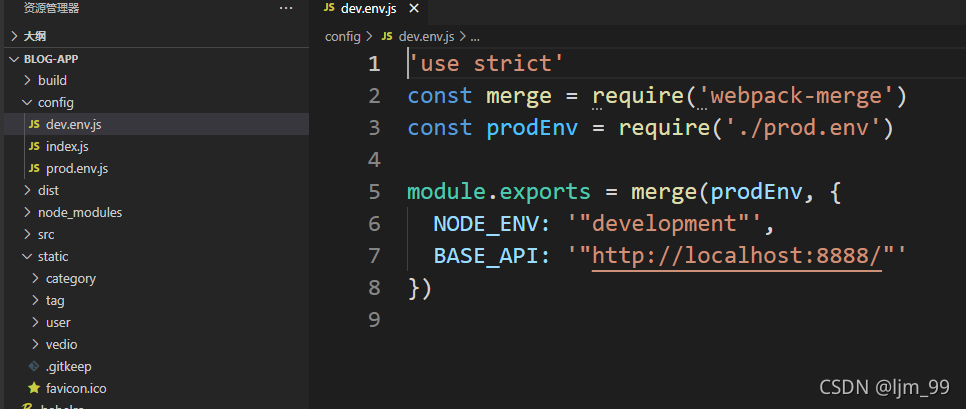 资源管理器
···
大纲
BLOG-APP
build
config
JS dev.env.js
JS index.js
JS prod.env.js
dist
node_modules
src
static
category
tag
user
vedio
.gitkeep
favicon.ico
JS dev.env.js ×
config > JS dev.env.js > ...
1 'use strict'
2 const merge = require('webpack-merge')
3 const prodEnv = require('./prod.env')
4
5 module.exports = merge(prodEnv, {
6 NODE_ENV: '"development"',
7 BASE_API: '"http://localhost:8888/"'
8 })
9
CSDN @ljm_99